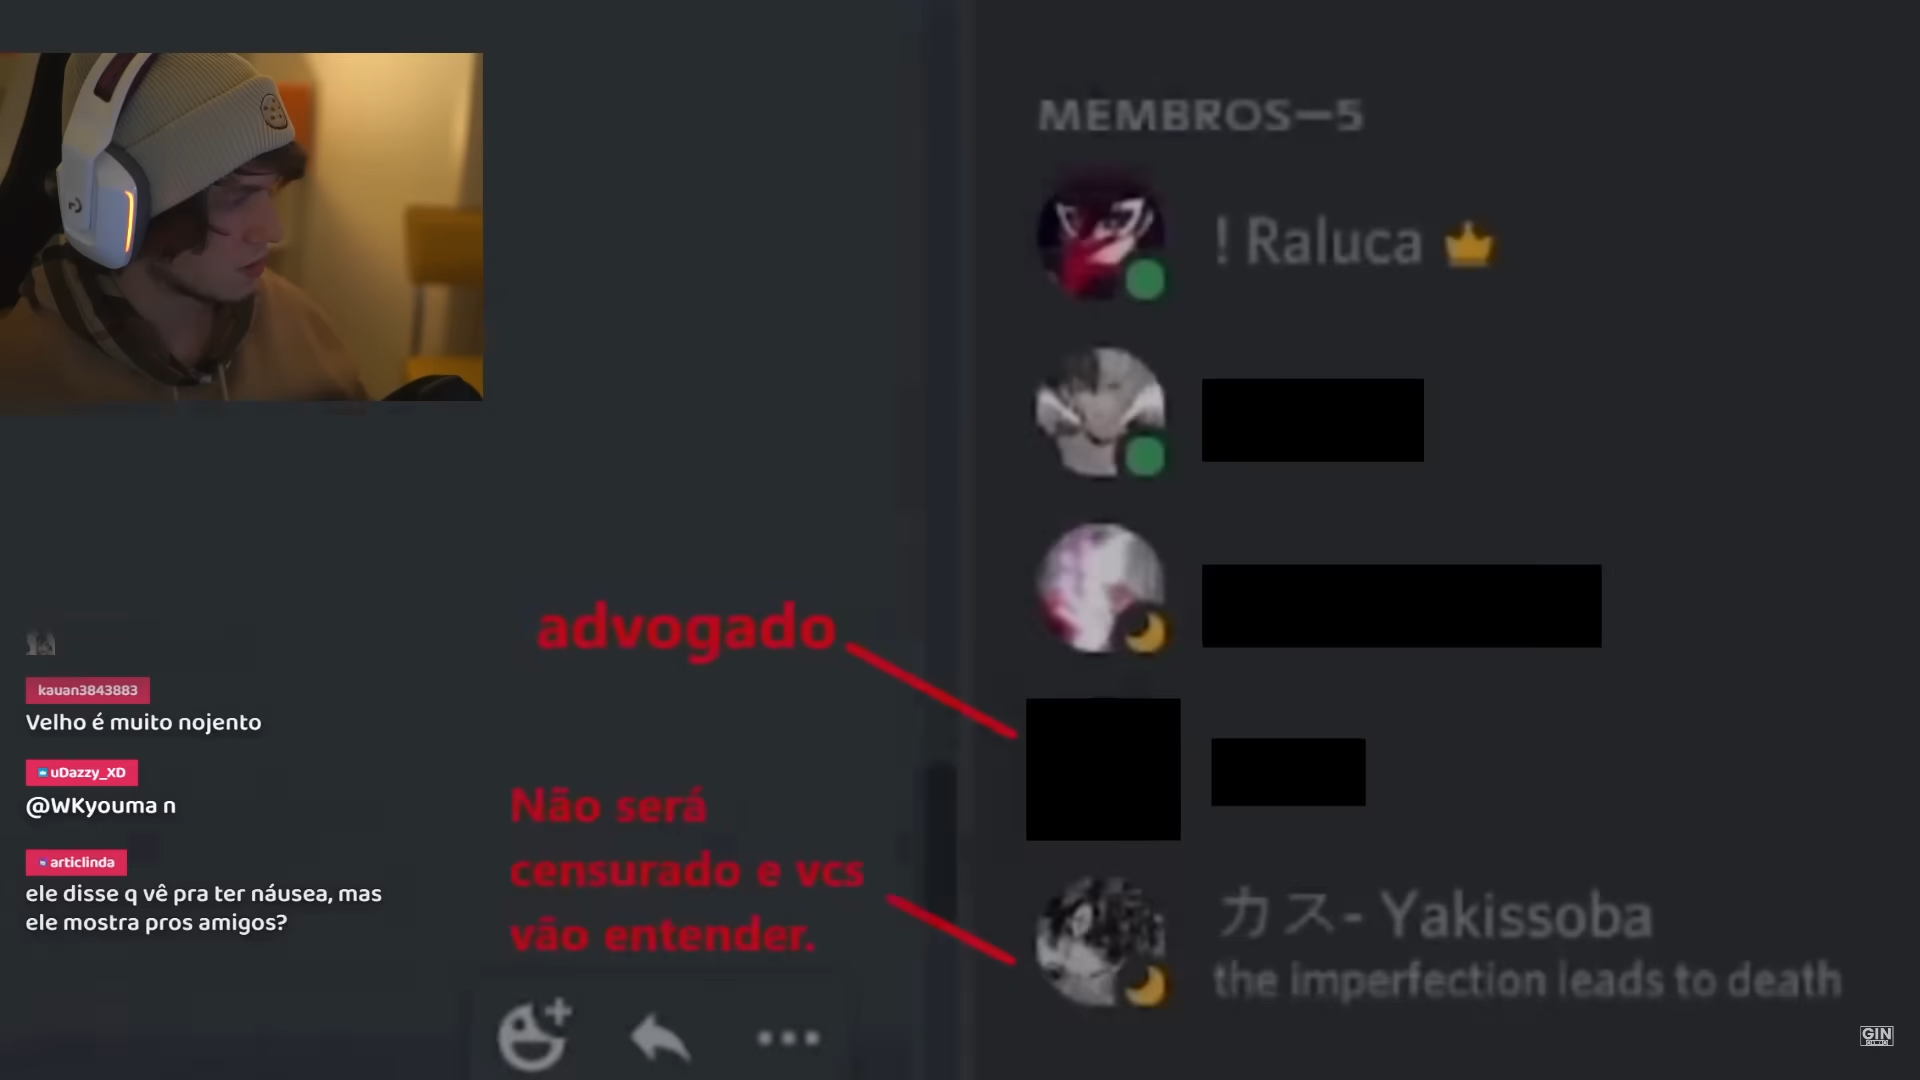 MEMBROS—5
! Raluca
advogado
Não será
censurado e vcs
vão entender.
カス- Yakissoba
the imperfection leads to death
kauan3843883
Velho é muito nojento
uDazzy_XD
@WKyouma n
articlinda
ele disse q vê pra ter náusea, mas
ele mostra pros amigos?
GIN